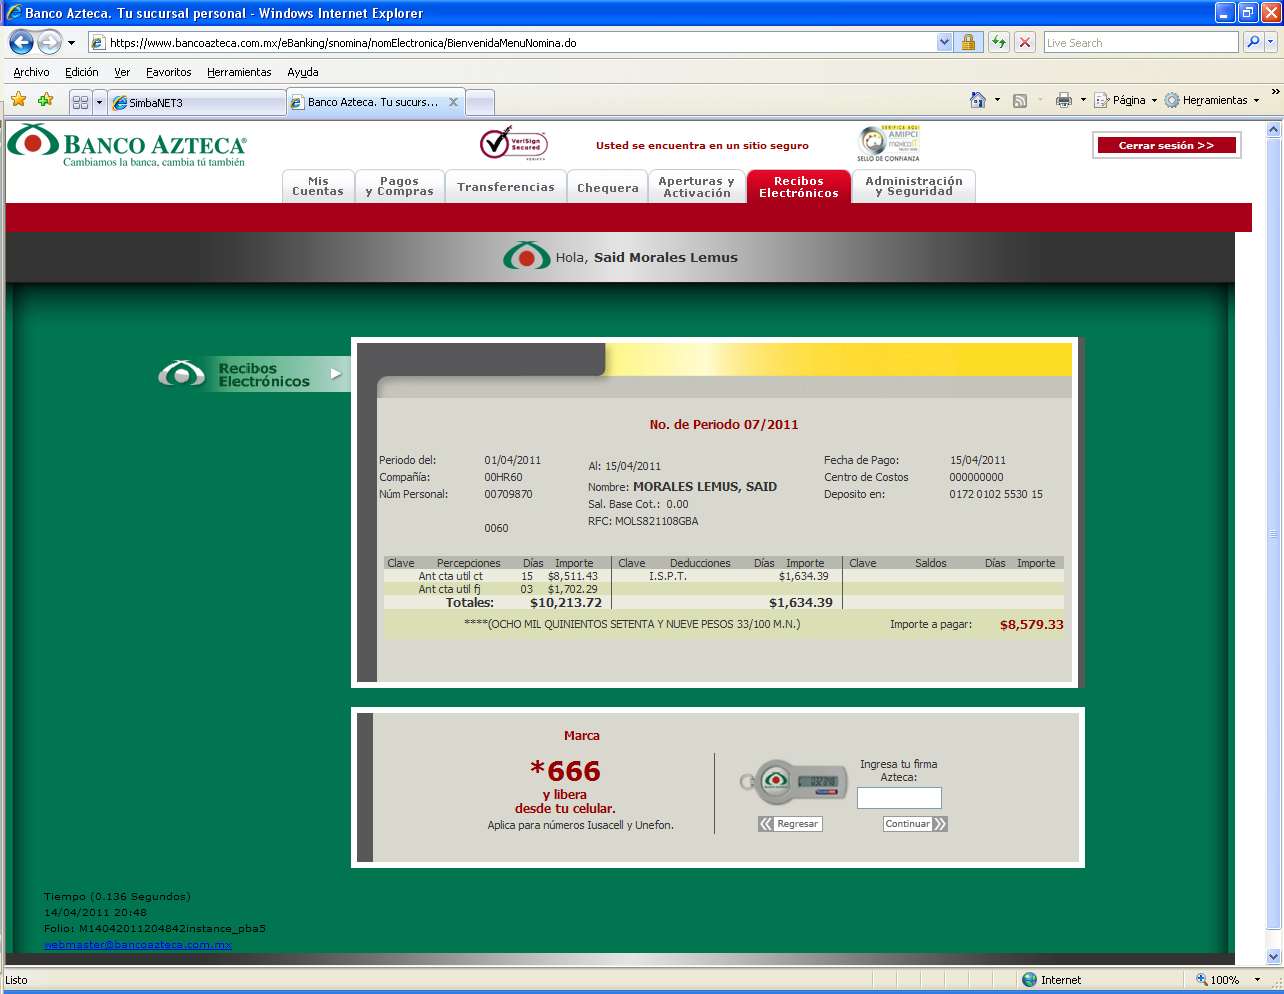 Banco Azteca. Tu sucursal personal - Windows Internet Explorer
https://www.bancoazteca.com.mx/eBanking/snomina/nomElectronica/BienvenidaMenuNomina.do
Live Search
Archivo Edición Ver Favoritos Herramientas Ayuda
SimbaNET3
Banco Azteca. Tu sucurs...
Página
Herramientas
BANCO AZTECA
Cambiamos la banca, cambia tú también
VeriSign Secured
VERIFY
Usted se encuentra en un sitio seguro
VERIFICA AQUI
AMIPCI
SELLO DE CONFIANZA
Cerrar sesión >>
Mis Cuentas
Pagos y Compras
Transferencias
Chequera
Aperturas y Activación
Recibos Electrónicos
Administración y Seguridad
Hola, Said Morales Lemus
Recibos
Electrónicos
No. de Periodo 07/2011
Periodo del: 01/04/2011 Al: 15/04/2011 Fecha de Pago: 15/04/2011
Compañía: 00HR60 Nombre: MORALES LEMUS, SAID Centro de Costos 000000000
Núm Personal: 00709870 Sal. Base Cot.: 0.00 Deposito en: 0172 0102 5530 15
0060 RFC: MOLS821108GBA
Clave Percepciones Días Importe Clave Deducciones Días Importe Clave Saldos Días Importe
Ant cta util ct 15 $8,511.43 I.S.P.T. $1,634.39
Ant cta util fj 03 $1,702.29
Totales: $10,213.72 $1,634.39
****(OCHO MIL QUINIENTOS SETENTA Y NUEVE PESOS 33/100 M.N.) Importe a pagar: $8,579.33
Marca
*666
y libera
desde tu celular.
Aplica para números Iusacell y Unefon.
Ingresa tu firma
Azteca:
Regresar
Continuar
Tiempo (0.136 Segundos)
14/04/2011 20:48
Folio: M14042011204842instance_pba5
webmaster@bancoazteca.com.mx
Listo
Internet
100%